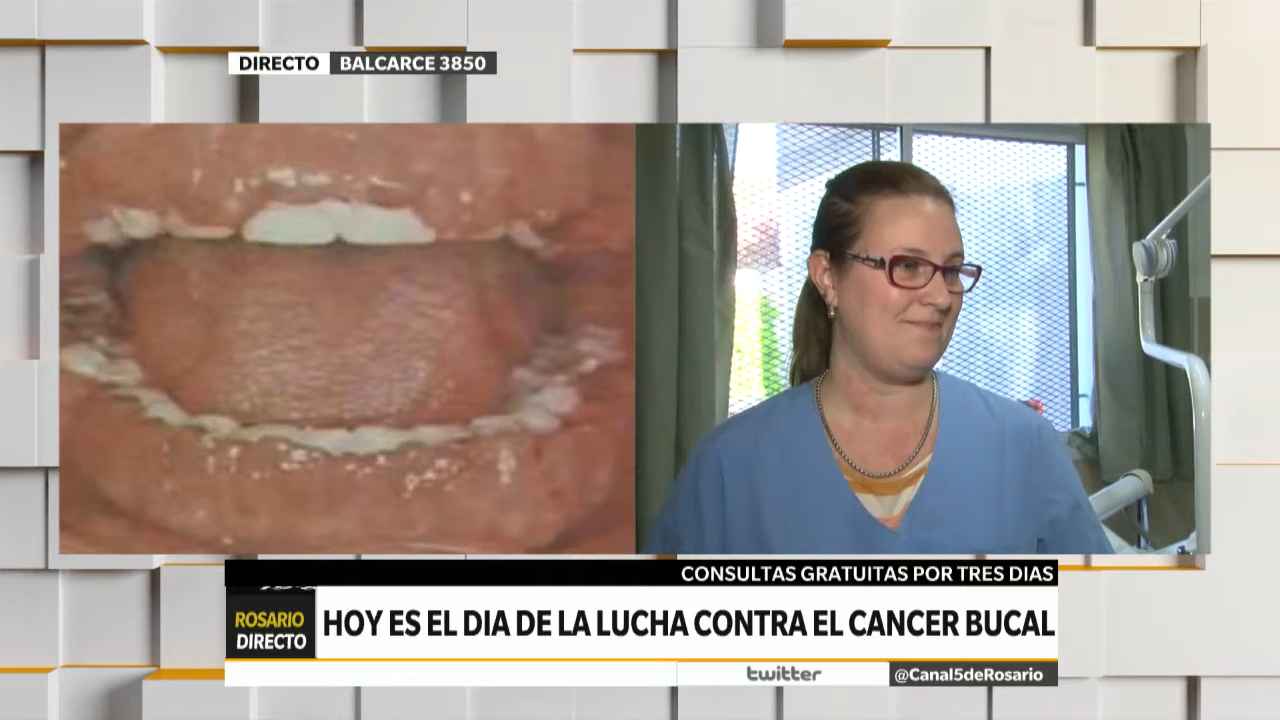 DIRECTO BALCARCE 3850
CONSULTAS GRATUITAS POR TRES DIAS
ROSARIO DIRECTO
HOY ES EL DIA DE LA LUCHA CONTRA EL CANCER BUCAL
twitter @Canal5deRosario